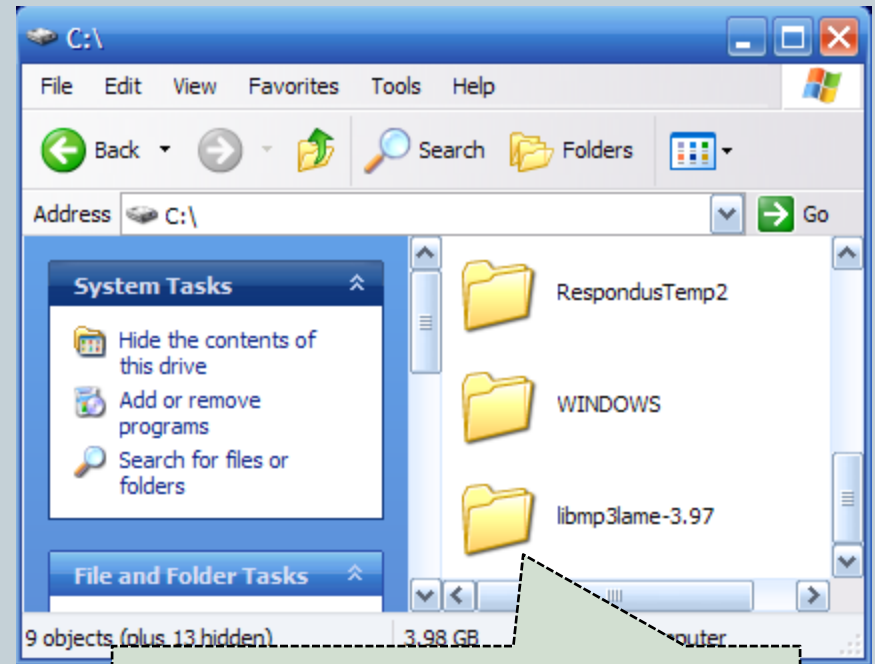 C:\
File Edit View Favorites Tools Help
Back Search Folders
Address C:\ Go
System Tasks
Hide the contents of
this drive
Add or remove
programs
Search for files or
folders
File and Folder Tasks
RespondusTemp2
WINDOWS
libmp3lame-3.97
9 objects (plus 13 hidden) 3.98 GB